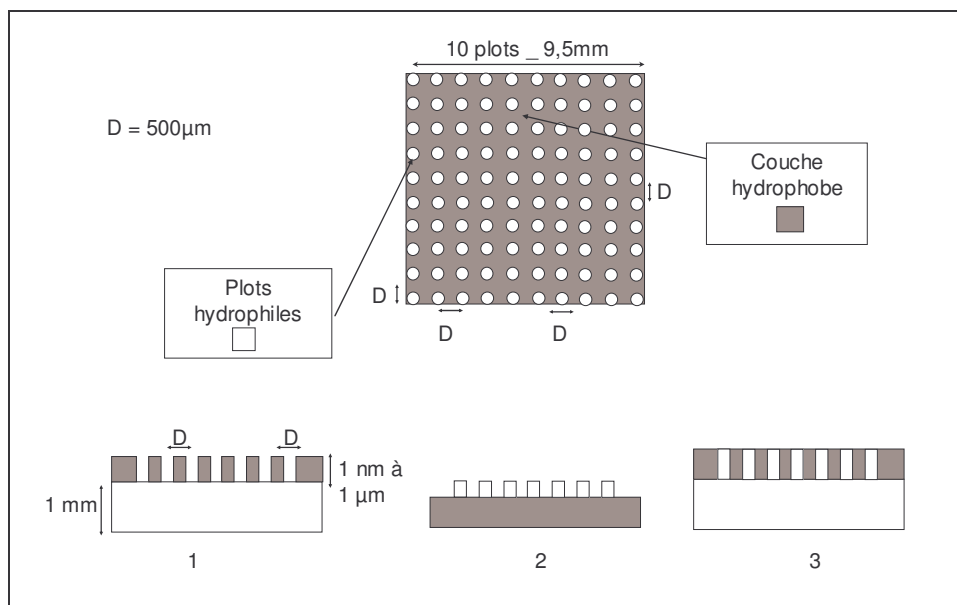 10 plots _ 9,5mm
D = 500µm
Couche
hydrophobe
D
Plots
hydrophiles
D
D
D
D
D
1 nm à
1 µm
1 mm
1
2
3